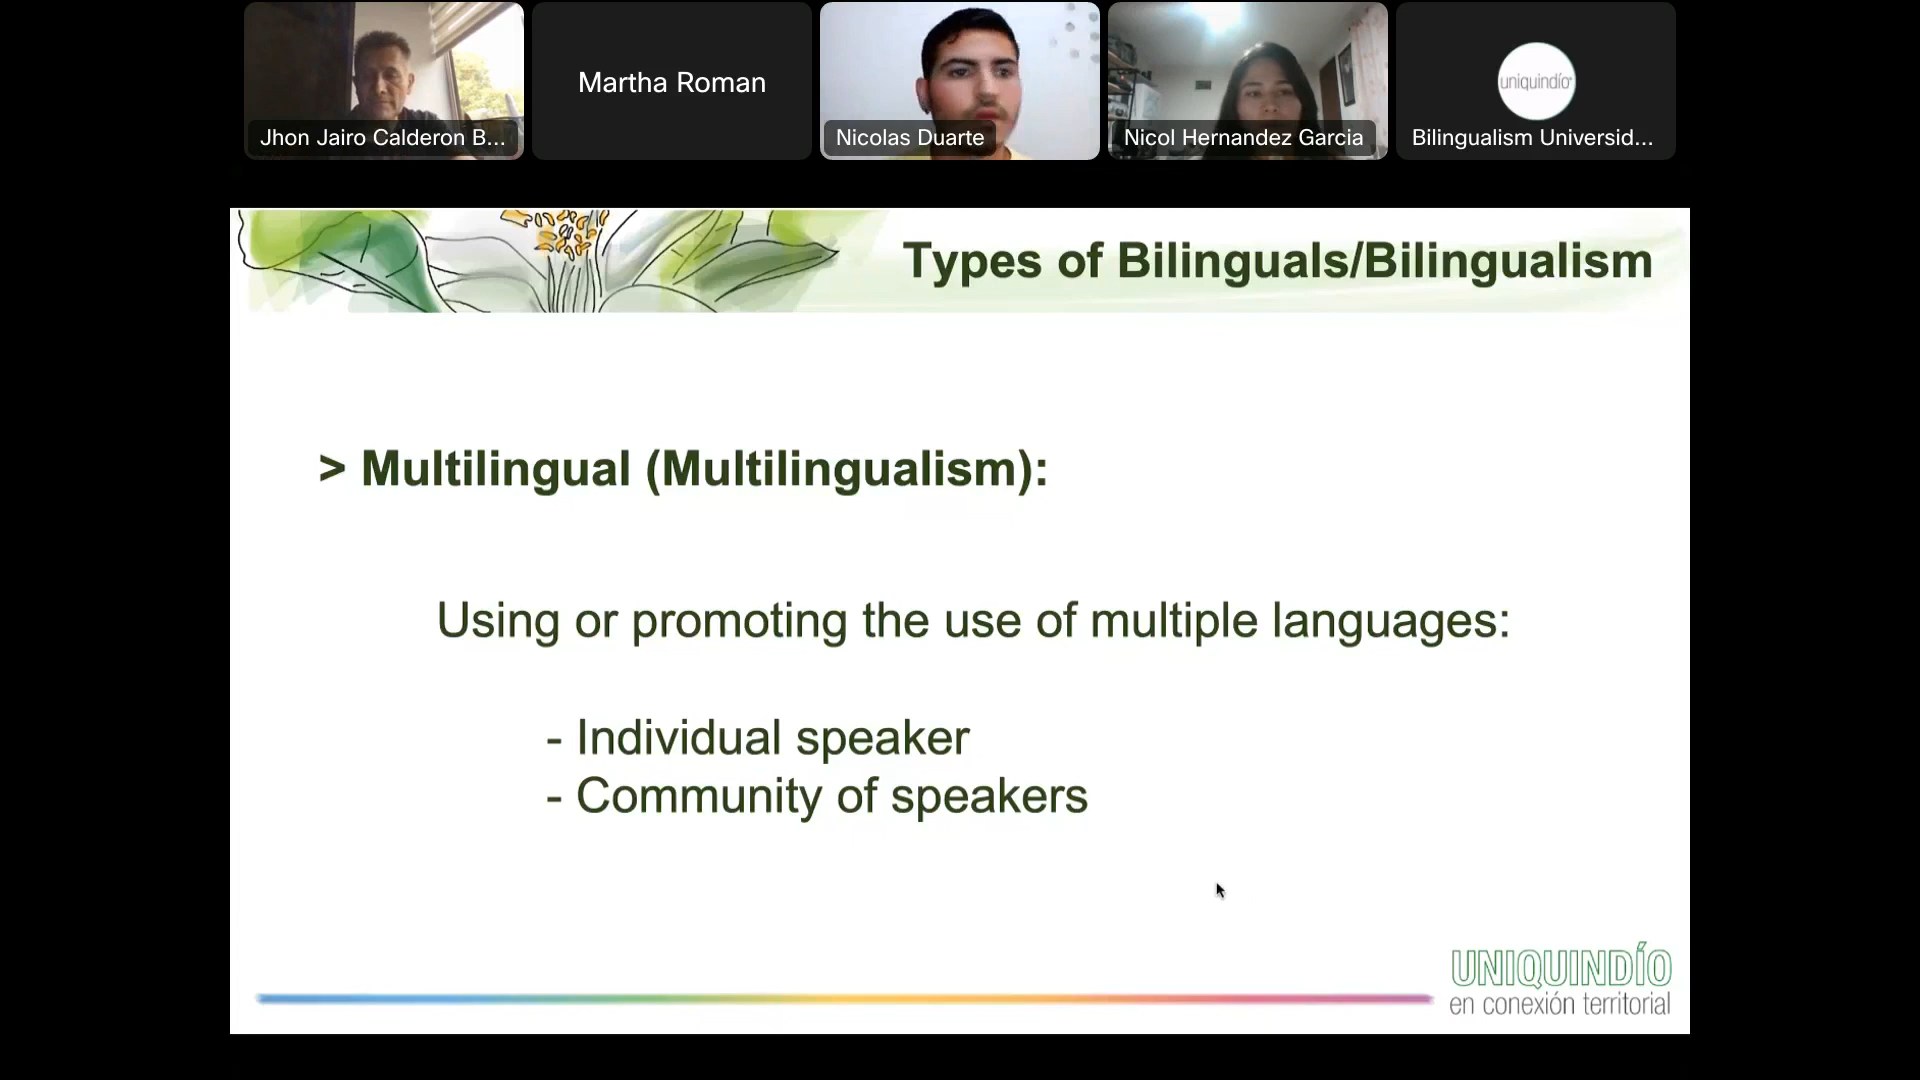 Jhon Jairo Calderon B...
Martha Roman
Nicolas Duarte
Nicol Hernandez Garcia
uniquindío
Bilingualism Universid...
Types of Bilinguals/Bilingualism
> Multilingual (Multilingualism):
Using or promoting the use of multiple languages:
- Individual speaker
- Community of speakers
UNIQUINDÍO
en conexión territorial